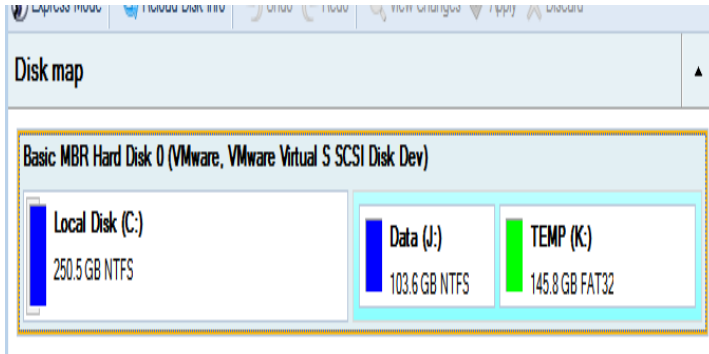 Express Mode Reload Disk Info Undo Redo View Changes Apply Discard
Disk map
Basic MBR Hard Disk 0 (VMware, VMware Virtual S SCSI Disk Dev)
Local Disk (C:)
250.5 GB NTFS
Data (J:)
103.6 GB NTFS
TEMP (K:)
145.8 GB FAT32